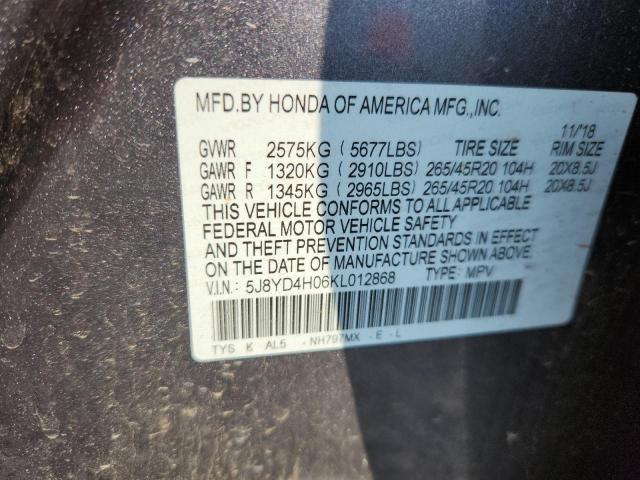 MFD.BY HONDA OF AMERICA MFG.,INC.
11/'18
GVWR 2575KG (5677LBS) TIRE SIZE RIM SIZE
GAWR F 1320KG (2910LBS) 265/45R20 104H 20X8.5J
GAWR R 1345KG (2965LBS) 265/45R20 104H 20X8.5J
THIS VEHICLE CONFORMS TO ALL APPLICABLE
FEDERAL MOTOR VEHICLE SAFETY
AND THEFT PREVENTION STANDARDS IN EFFECT
ON THE DATE OF MANUFACTURE SHOWN ABOVE.
V.I.N.: 5J8YD4H06KL012868 TYPE: MPV
TYS K AL5 -NH797MX -E-L